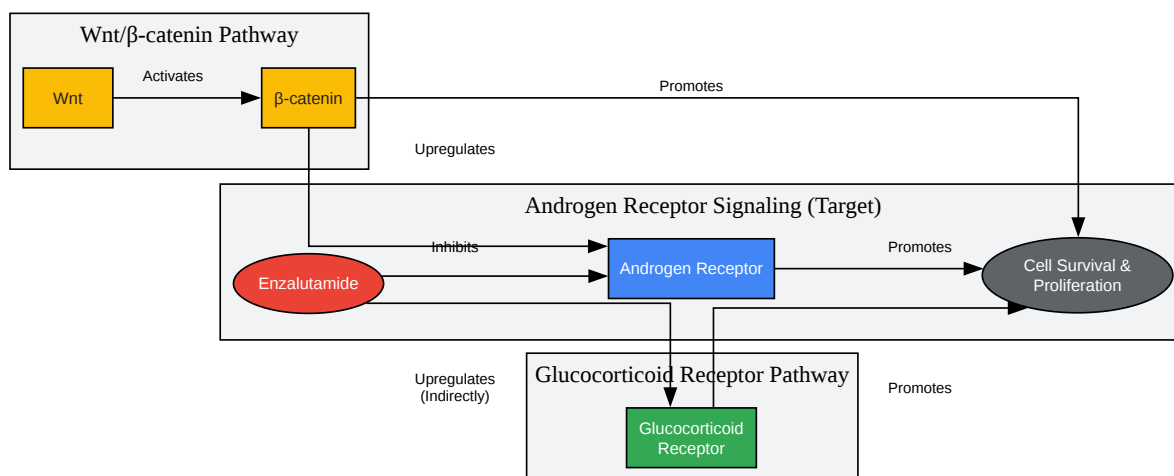 Wnt/β-catenin Pathway
Activates
Promotes
Wnt
β-catenin
Upregulates
Androgen Receptor Signaling (Target)
Inhibits
Promotes
Enzalutamide
Androgen Receptor
Cell Survival &
Proliferation
Glucocorticoid Receptor Pathway
Upregulates
(Indirectly)
Promotes
Glucocorticoid
Receptor